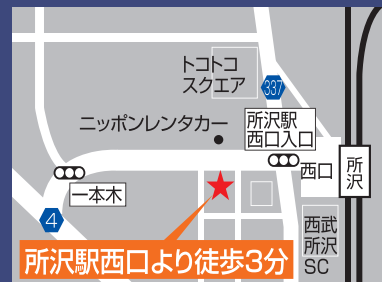 トコトコ
スクエア
337
ニッポンレンタカー
所沢駅
西口入口
西口
所沢
一本木
4
西武
所沢
SC
所沢駅西口より徒歩3分